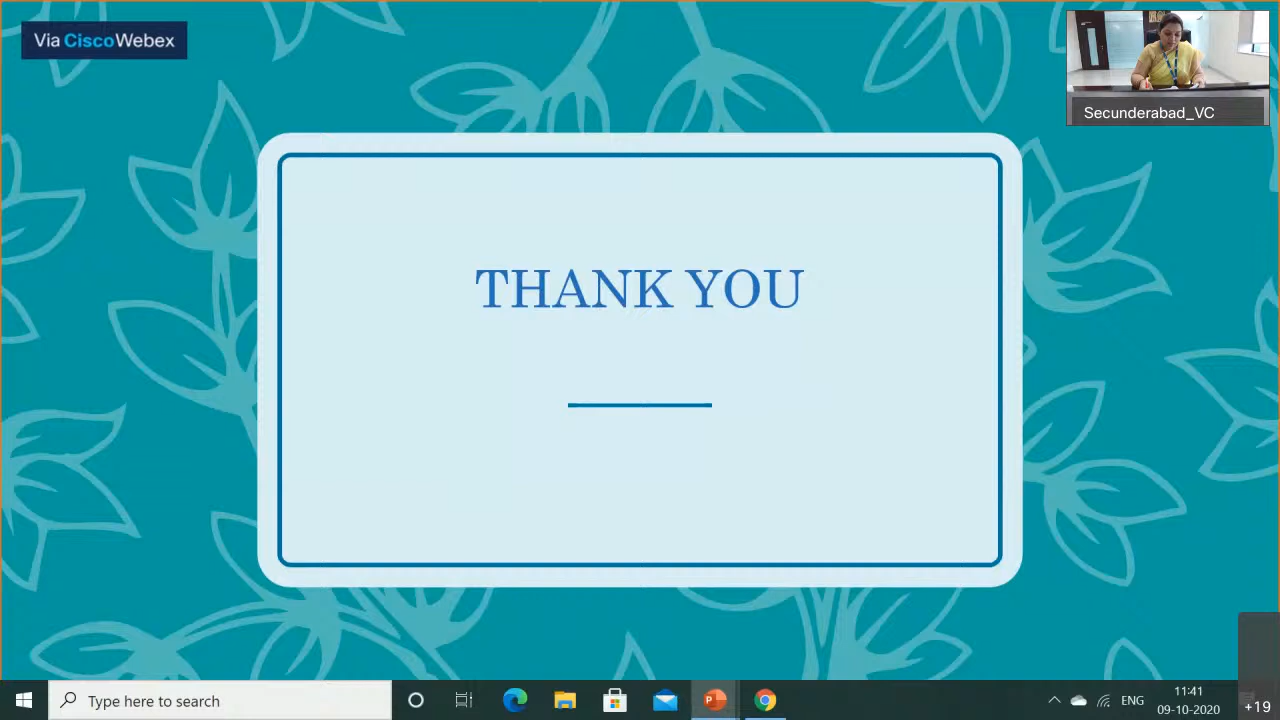 Via CiscoWebex
Secunderabad_VC
THANK YOU
Type here to search
ENG
11:41
09-10-2020
+19